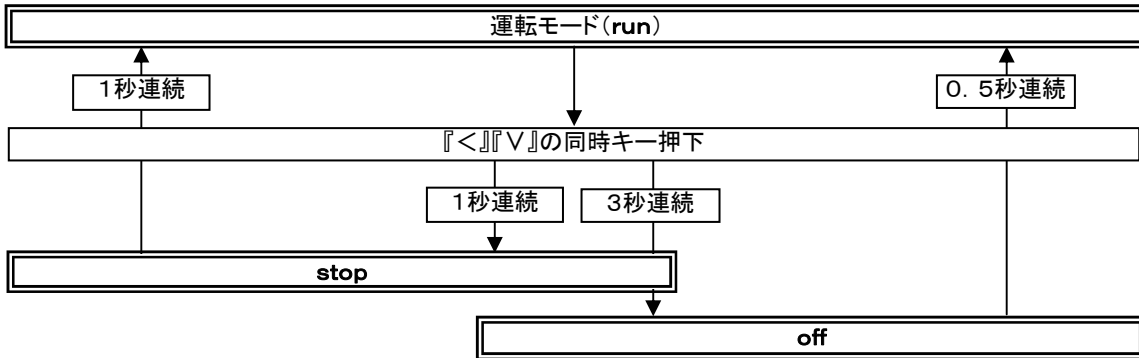 運転モード(run)
1秒連続
0.5秒連続
『<』『∨』の同時キー押下
1秒連続
3秒連続
stop
off